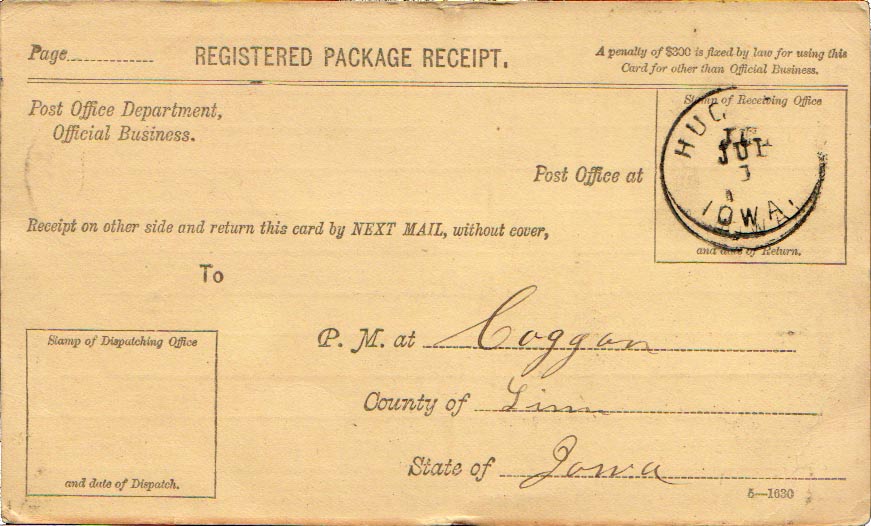 Page
REGISTERED PACKAGE RECEIPT.
A penalty of $300 is fixed by law for using this
Card for other than Official Business.
Post Office Department,
Official Business.
Stamp of Receiving Office
HUC
JUL
IOWA.
and date of Return.
Post Office at
Receipt on other side and return this card by NEXT MAIL, without cover,
To
Stamp of Dispatching Office
and date of Dispatch.
P. M. at Coggon
County of Linn
State of Iowa
5—1630